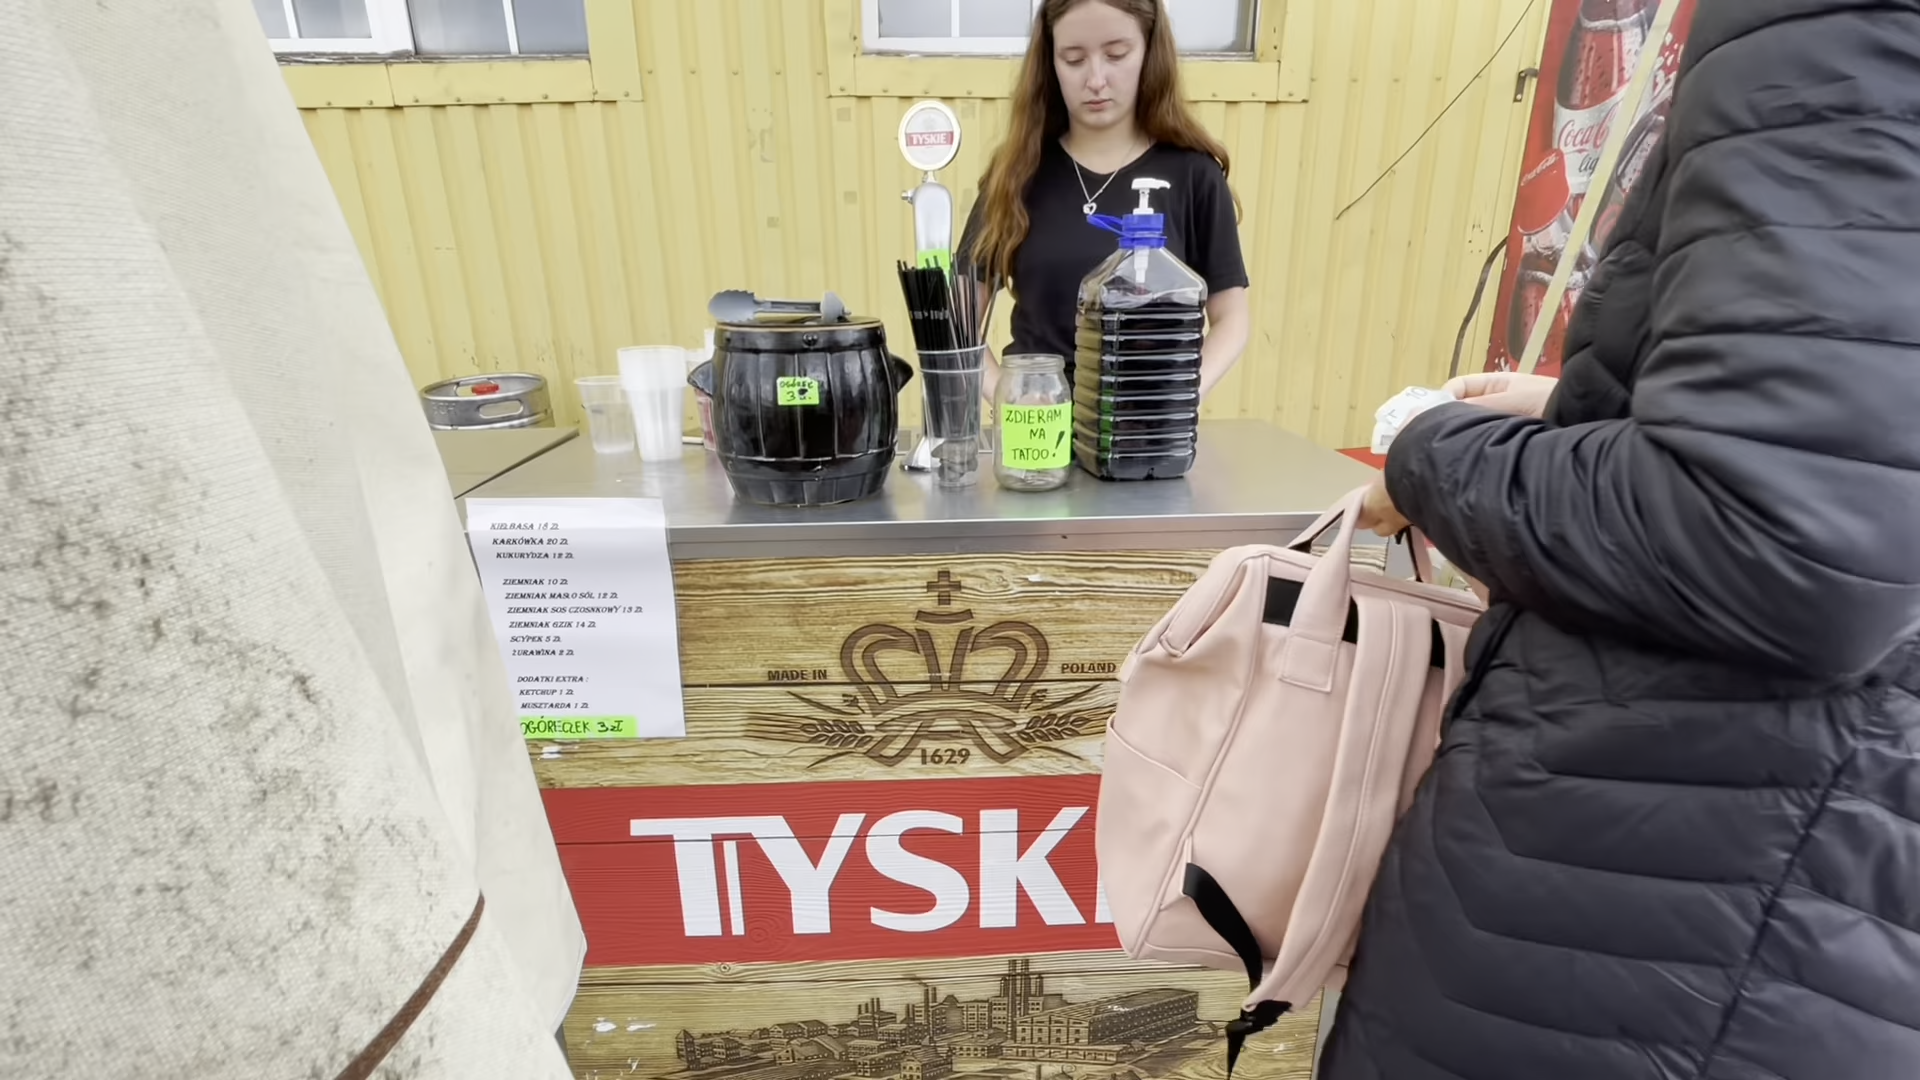 TYSKIE
Coca-Cola
OGÓREK
3 zł.
ZDIERAM
NA
TATOO!
KIEŁBASA 18 ZŁ
KARKÓWKA 20 ZŁ
KUKURYDZA 12 ZŁ
ZIEMNIAK 10 ZŁ
ZIEMNIAK MASŁO SÓL 12 ZŁ
ZIEMNIAK SOS CZOSNKOWY 13 ZŁ
ZIEMNIAK GZIK 14 ZŁ
SCYPEK 5 ZŁ
ŻURAWINA 2 ZŁ
DODATKI EXTRA :
KETCHUP 1 ZŁ
MUSZTARDA 1 ZŁ
OGÓRECZEK 3 zł
MADE IN POLAND
1629
TYSK